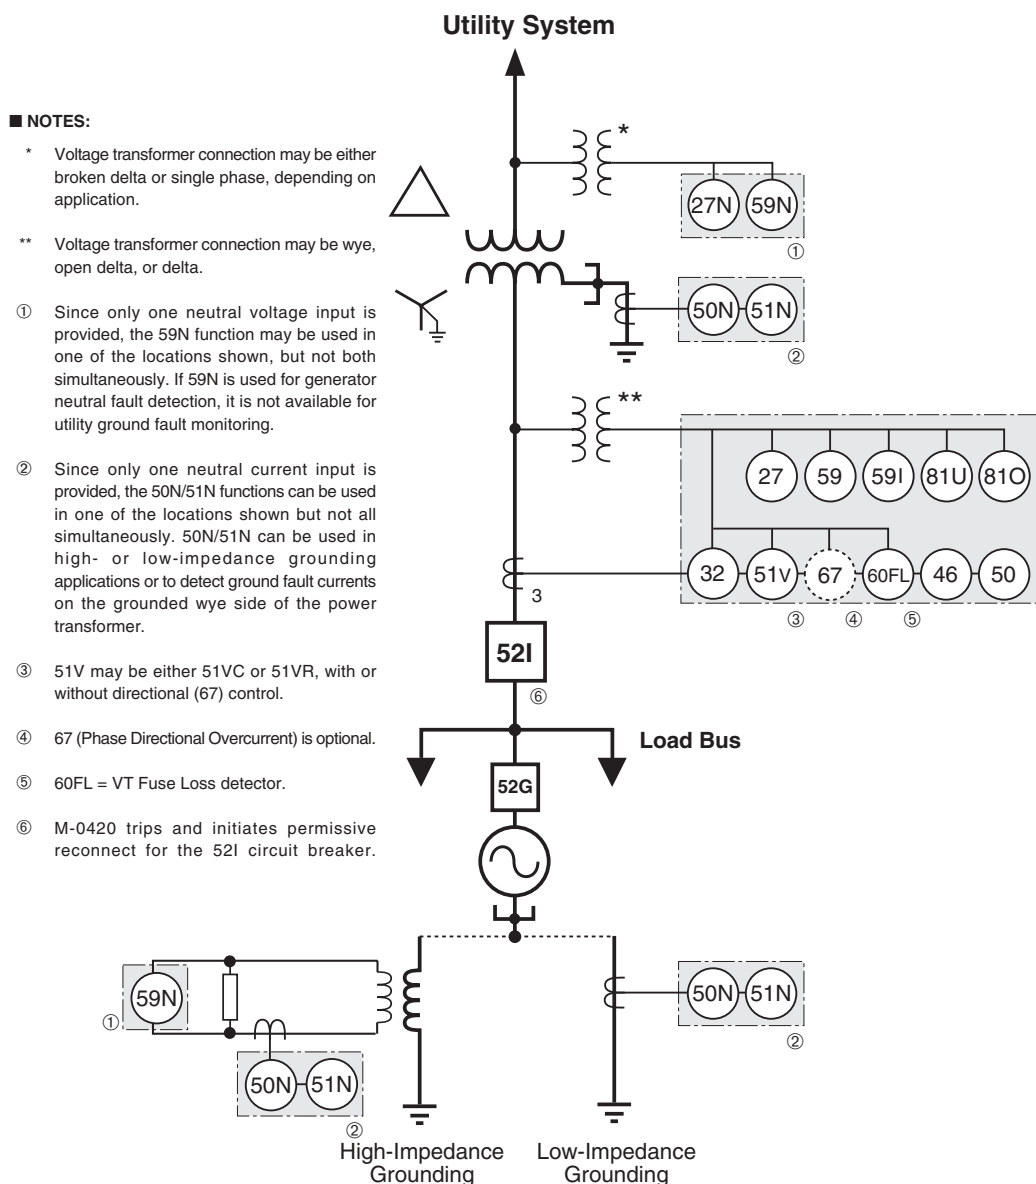 Utility System
■ NOTES:
* Voltage transformer connection may be either
broken delta or single phase, depending on
application.
** Voltage transformer connection may be wye,
open delta, or delta.
① Since only one neutral voltage input is
provided, the 59N function may be used in
one of the locations shown, but not both
simultaneously. If 59N is used for generator
neutral fault detection, it is not available for
utility ground fault monitoring.
② Since only one neutral current input is
provided, the 50N/51N functions can be used
in one of the locations shown but not all
simultaneously. 50N/51N can be used in
high- or low-impedance grounding
applications or to detect ground fault currents
on the grounded wye side of the power
transformer.
③ 51V may be either 51VC or 51VR, with or
without directional (67) control.
④ 67 (Phase Directional Overcurrent) is optional.
⑤ 60FL = VT Fuse Loss detector.
⑥ M-0420 trips and initiates permissive
reconnect for the 52I circuit breaker.
*
27N 59N
①
50N 51N
②
**
27 59 59I 81U 81O
32 51V 67 60FL 46 50
3
③ ④ ⑤
52I
⑥
Load Bus
52G
59N
①
50N 51N
②
50N 51N
②
High-Impedance
Grounding
Low-Impedance
Grounding